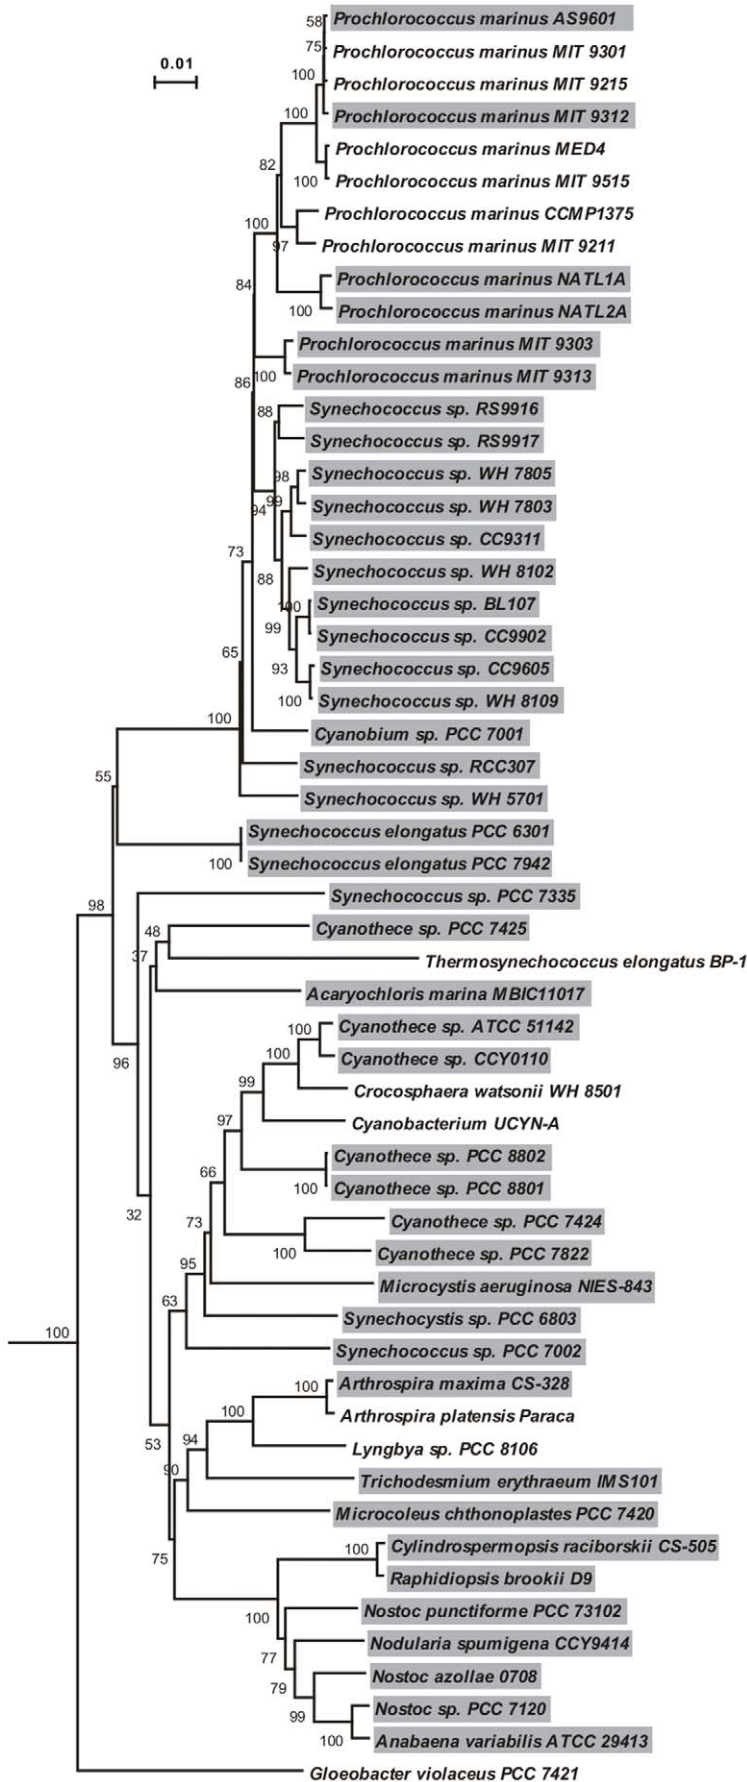 58
Prochlorococcus marinus AS9601
75
Prochlorococcus marinus MIT 9301
0.01
100
Prochlorococcus marinus MIT 9215
100
Prochlorococcus marinus MIT 9312
Prochlorococcus marinus MED4
82
100
Prochlorococcus marinus MIT 9515
Prochlorococcus marinus CCMP1375
100
97
Prochlorococcus marinus MIT 9211
84
Prochlorococcus marinus NATL1A
100
Prochlorococcus marinus NATL2A
Prochlorococcus marinus MIT 9303
86
100
Prochlorococcus marinus MIT 9313
88
Synechococcus sp. RS9916
Synechococcus sp. RS9917
98
Synechococcus sp. WH 7805
94
99
Synechococcus sp. WH 7803
Synechococcus sp. CC9311
73
88
Synechococcus sp. WH 8102
100
Synechococcus sp. BL107
99
Synechococcus sp. CC9902
65
93
Synechococcus sp. CC9605
100
Synechococcus sp. WH 8109
100
Cyanobium sp. PCC 7001
Synechococcus sp. RCC307
55
Synechococcus sp. WH 5701
Synechococcus elongatus PCC 6301
100
Synechococcus elongatus PCC 7942
98
Synechococcus sp. PCC 7335
48
Cyanothece sp. PCC 7425
37
Thermosynechococcus elongatus BP-1
Acaryochloris marina MBIC11017
100
Cyanothece sp. ATCC 51142
96
100
Cyanothece sp. CCY0110
99
Crocosphaera watsonii WH 8501
97
Cyanobacterium UCYN-A
66
Cyanothece sp. PCC 8802
100
Cyanothece sp. PCC 8801
32
73
Cyanothece sp. PCC 7424
100
Cyanothece sp. PCC 7822
95
Microcystis aeruginosa NIES-843
63
Synechocystis sp. PCC 6803
100
Synechococcus sp. PCC 7002
100
Arthrospira maxima CS-328
100
Arthrospira platensis Paraca
53
94
Lyngbya sp. PCC 8106
90
Trichodesmium erythraeum IMS101
Microcoleus chthonoplastes PCC 7420
75
100
Cylindrospermopsis raciborskii CS-505
Raphidiopsis brookii D9
100
Nostoc punctiforme PCC 73102
77
Nodularia spumigena CCY9414
79
Nostoc azollae 0708
99
Nostoc sp. PCC 7120
100
Anabaena variabilis ATCC 29413
Gloeobacter violaceus PCC 7421